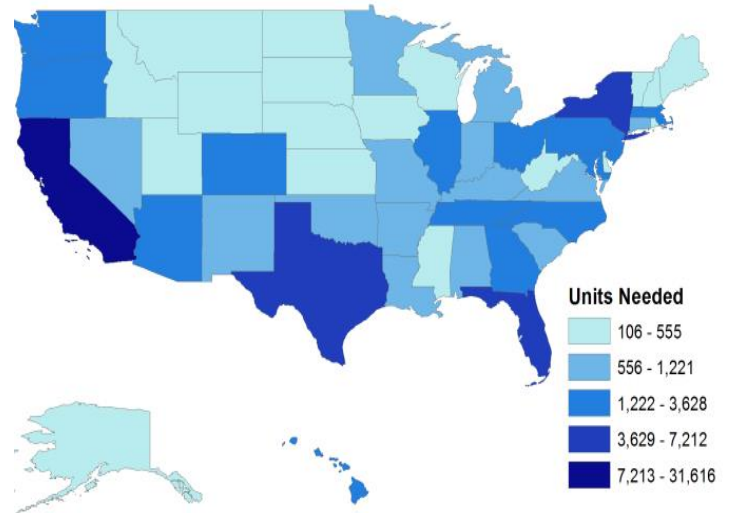 Units Needed
106 - 555
556 - 1,221
1,222 - 3,628
3,629 - 7,212
7,213 - 31,616